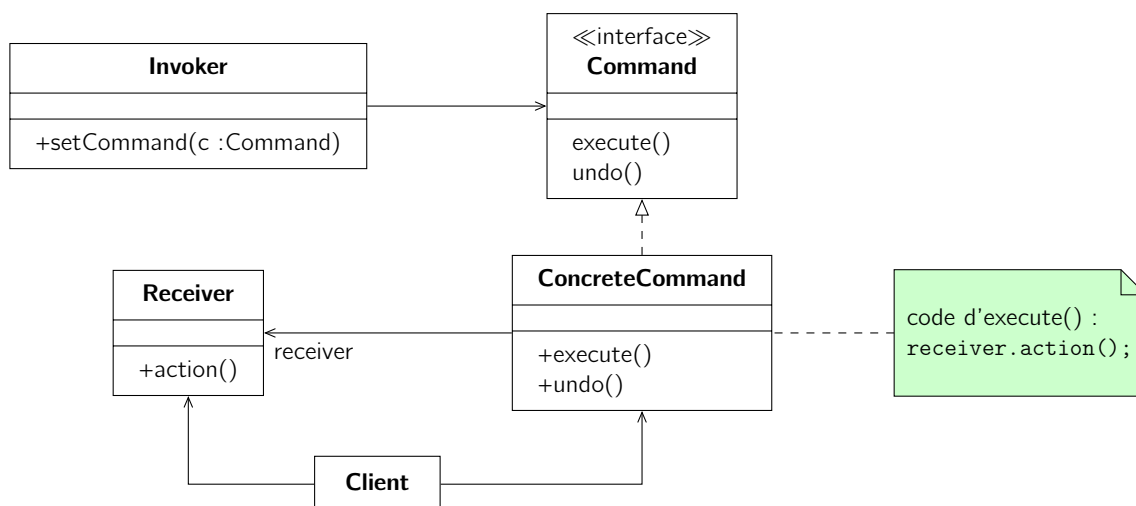 Invoker
+setCommand(c :Command)
≪interface≫
Command
execute()
undo()
Receiver
+action()
receiver
ConcreteCommand
+execute()
+undo()
code d'execute() :
receiver.action();
Client